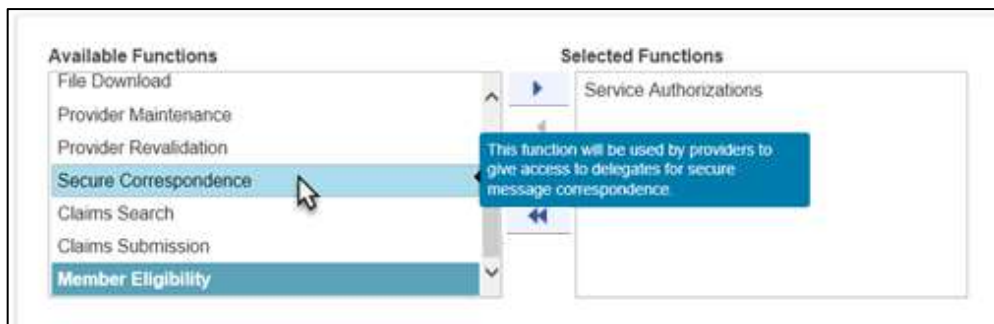 Available Functions
Selected Functions
File Download
Provider Maintenance
Provider Revalidation
Secure Correspondence
Claims Search
Claims Submission
Member Eligibility
Service Authorizations
This function will be used by providers to
give access to delegates for secure
message correspondence.